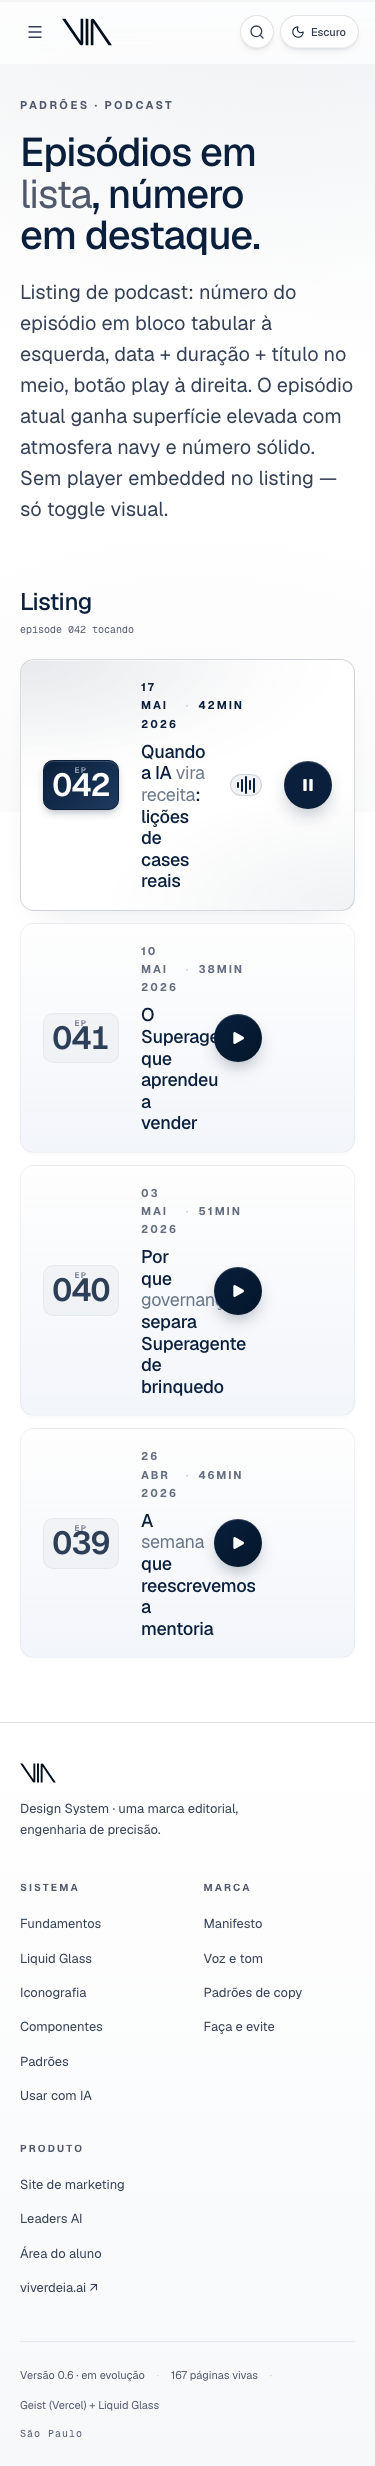 VIA
Escuro
PADRÕES · PODCAST
Episódios em
lista, número
em destaque.
Listing de podcast: número do
episódio em bloco tabular à
esquerda, data + duração + título no
meio, botão play à direita. O episódio
atual ganha superfície elevada com
atmosfera navy e número sólido.
Sem player embedded no listing —
só toggle visual.
Listing
episode 042 tocando
EP
042
17
MAI · 42MIN
2026
Quando
a IA vira
receita:
lições
de
cases
reais
EP
041
10
MAI · 38MIN
2026
O
Superage
que
aprendeu
a
vender
EP
040
03
MAI · 51MIN
2026
Por
que
governan
separa
Superagente
de
brinquedo
EP
039
26
ABR · 46MIN
2026
A
semana
que
reescrevemos
a
mentoria
VIA
Design System · uma marca editorial,
engenharia de precisão.
SISTEMA
Fundamentos
Liquid Glass
Iconografia
Componentes
Padrões
Usar com IA
MARCA
Manifesto
Voz e tom
Padrões de copy
Faça e evite
PRODUTO
Site de marketing
Leaders AI
Área do aluno
viverdeia.ai ↗
Versão 0.6 · em evolução · 167 páginas vivas ·
Geist (Vercel) + Liquid Glass
São Paulo